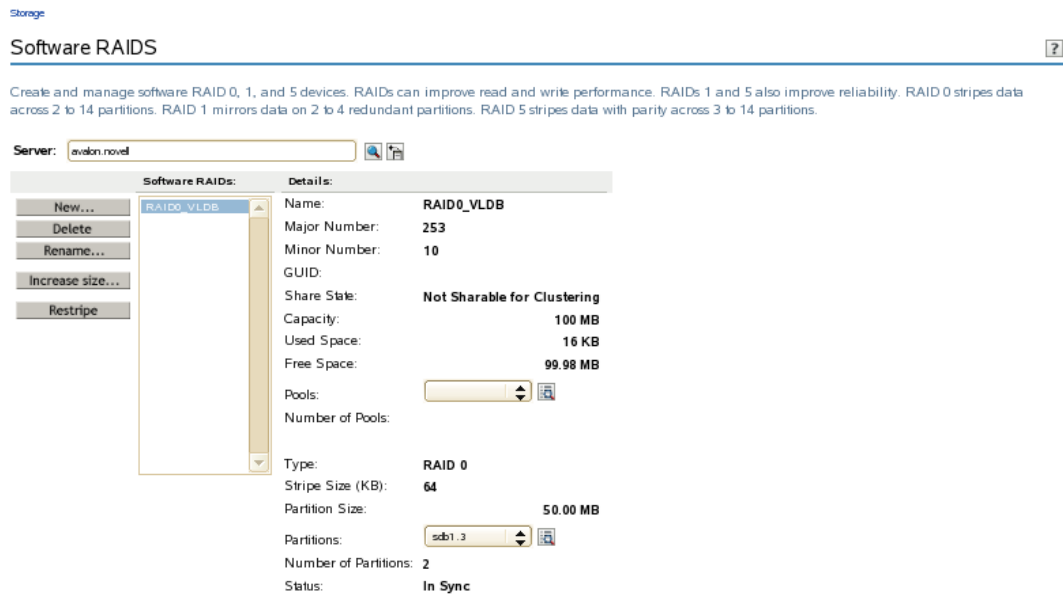 Storage
Software RAIDS
?
Create and manage software RAID 0, 1, and 5 devices. RAIDs can improve read and write performance. RAIDs 1 and 5 also improve reliability. RAID 0 stripes data
across 2 to 14 partitions. RAID 1 mirrors data on 2 to 4 redundant partitions. RAID 5 stripes data with parity across 3 to 14 partitions.
Server: avalon.novell
Software RAIDs: Details:
New... RAID0_VLDB Name: RAID0_VLDB
Delete Major Number: 253
Rename... Minor Number: 10
GUID:
Increase size... Share State: Not Sharable for Clustering
Restripe Capacity: 100 MB
Used Space: 16 KB
Free Space: 99.98 MB
Pools:
Number of Pools:
Type: RAID 0
Stripe Size (KB): 64
Partition Size: 50.00 MB
Partitions: sdb1.3
Number of Partitions: 2
Status: In Sync